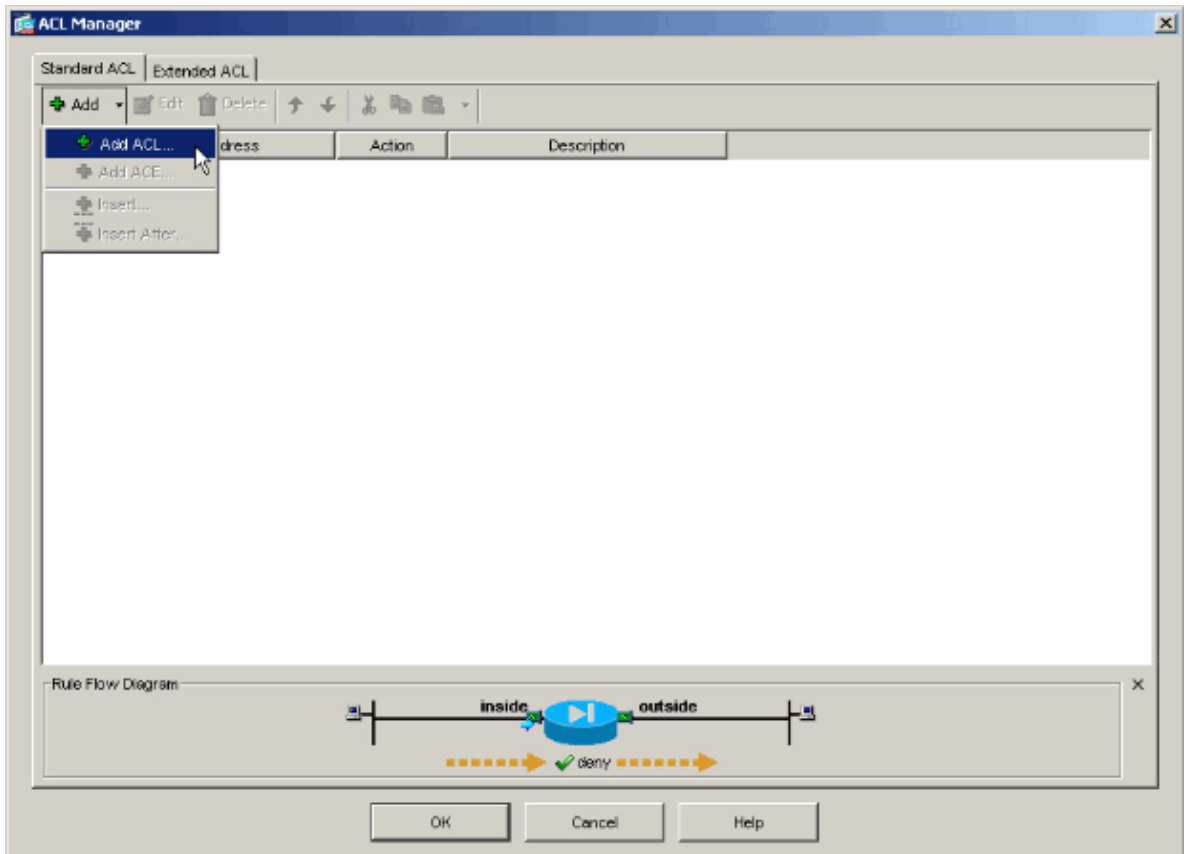 ACL Manager
Standard ACL Extended ACL
Add Edit Delete
Add ACL... dress Action Description
Add ACE...
Insert...
Insert After...
Rule Flow Diagram
inside outside
deny
OK Cancel Help